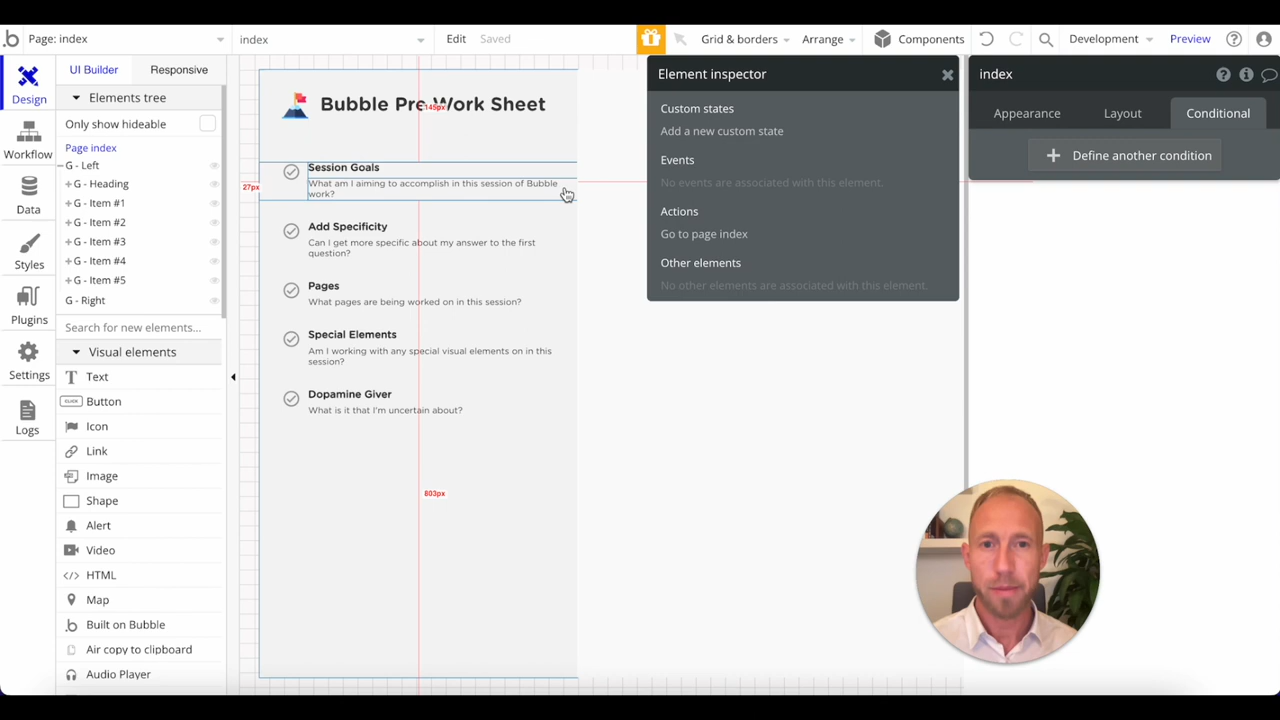 Page: index
index
Edit
Saved
Grid & borders
Arrange
Components
Development
Preview
Design
Workflow
Data
Styles
Plugins
Settings
Logs
UI Builder
Responsive
Elements tree
Only show hideable
Page index
G - Left
G - Heading
G - Item #1
G - Item #2
G - Item #3
G - Item #4
G - Item #5
G - Right
Search for new elements...
Visual elements
Text
CLICK
Button
Icon
Link
Image
Shape
Alert
Video
HTML
Map
Built on Bubble
Air copy to clipboard
Audio Player
Bubble Pre-Work Sheet
145px
Session Goals
What am I aiming to accomplish in this session of Bubble
work?
27px
Add Specificity
Can I get more specific about my answer to the first
question?
Pages
What pages are being worked on in this session?
Special Elements
Am I working with any special visual elements on in this
session?
Dopamine Giver
What is it that I'm uncertain about?
803px
Element inspector
Custom states
Add a new custom state
Events
No events are associated with this element.
Actions
Go to page index
Other elements
No other elements are associated with this element.
index
Appearance
Layout
Conditional
Define another condition